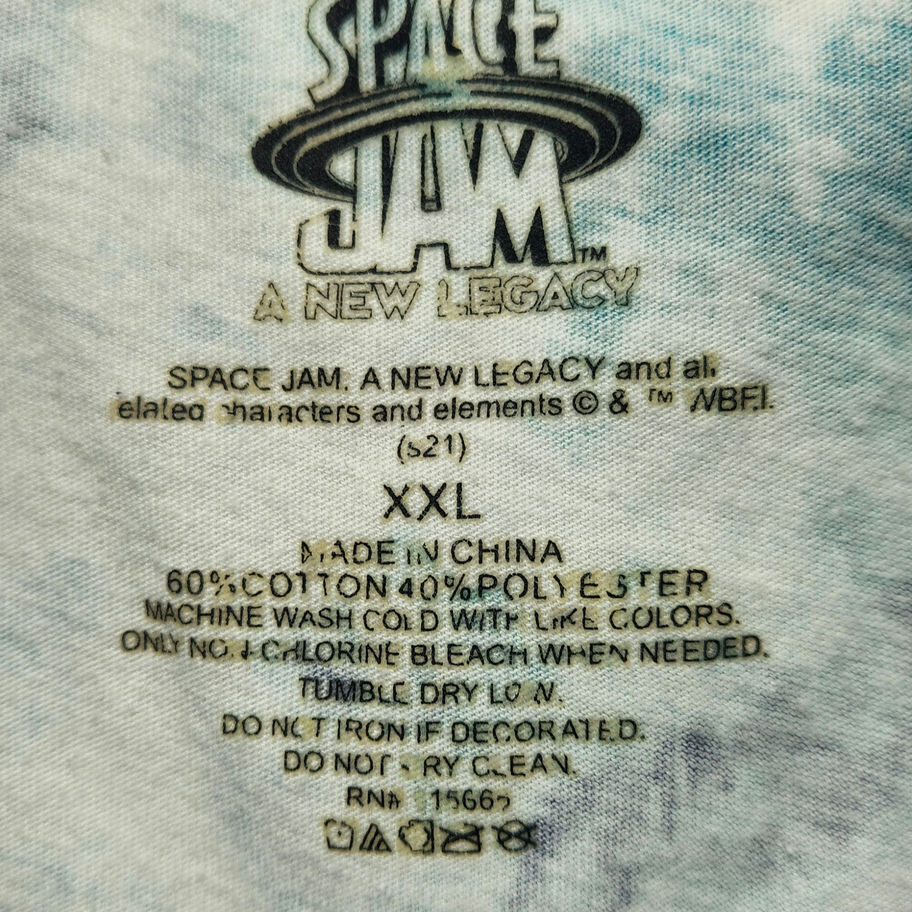 SPACE
JAM™
A NEW LEGACY
SPACE JAM. A NEW LEGACY and all
related characters and elements © & ™ WBEI.
(s21)
XXL
MADE IN CHINA
60%COTTON 40%POLYESTER
MACHINE WASH COLD WITH LIKE COLORS.
ONLY NON-CHLORINE BLEACH WHEN NEEDED.
TUMBLE DRY LOW.
DO NOT IRON IF DECORATED.
DO NOT DRY CLEAN.
RN#